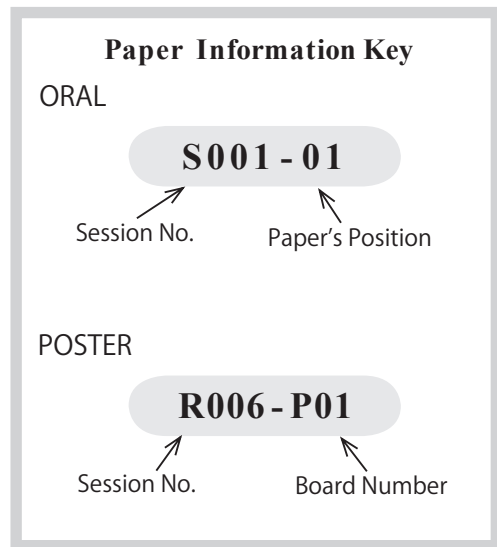 Paper Information Key
ORAL
S001-01
Session No. Paper's Position
POSTER
R006-P01
Session No. Board Number